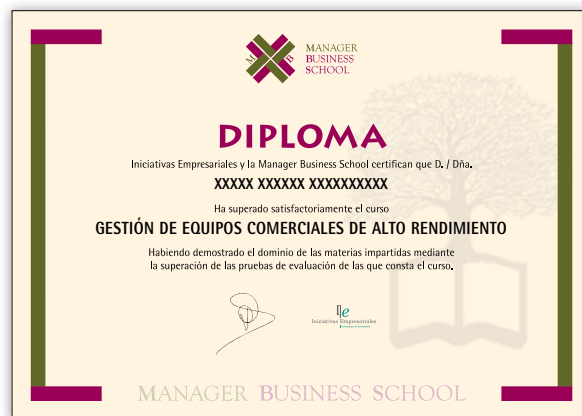 M B
MANAGER
BUSINESS
SCHOOL
DIPLOMA
Iniciativas Empresariales y la Manager Business School certifican que D. / Dña.
XXXXX XXXXXX XXXXXXXXXX
Ha superado satisfactoriamente el curso
GESTIÓN DE EQUIPOS COMERCIALES DE ALTO RENDIMIENTO
Habiendo demostrado el dominio de las materias impartidas mediante
la superación de las pruebas de evaluación de las que consta el curso.
Iniciativas Empresariales
MANAGER BUSINESS SCHOOL